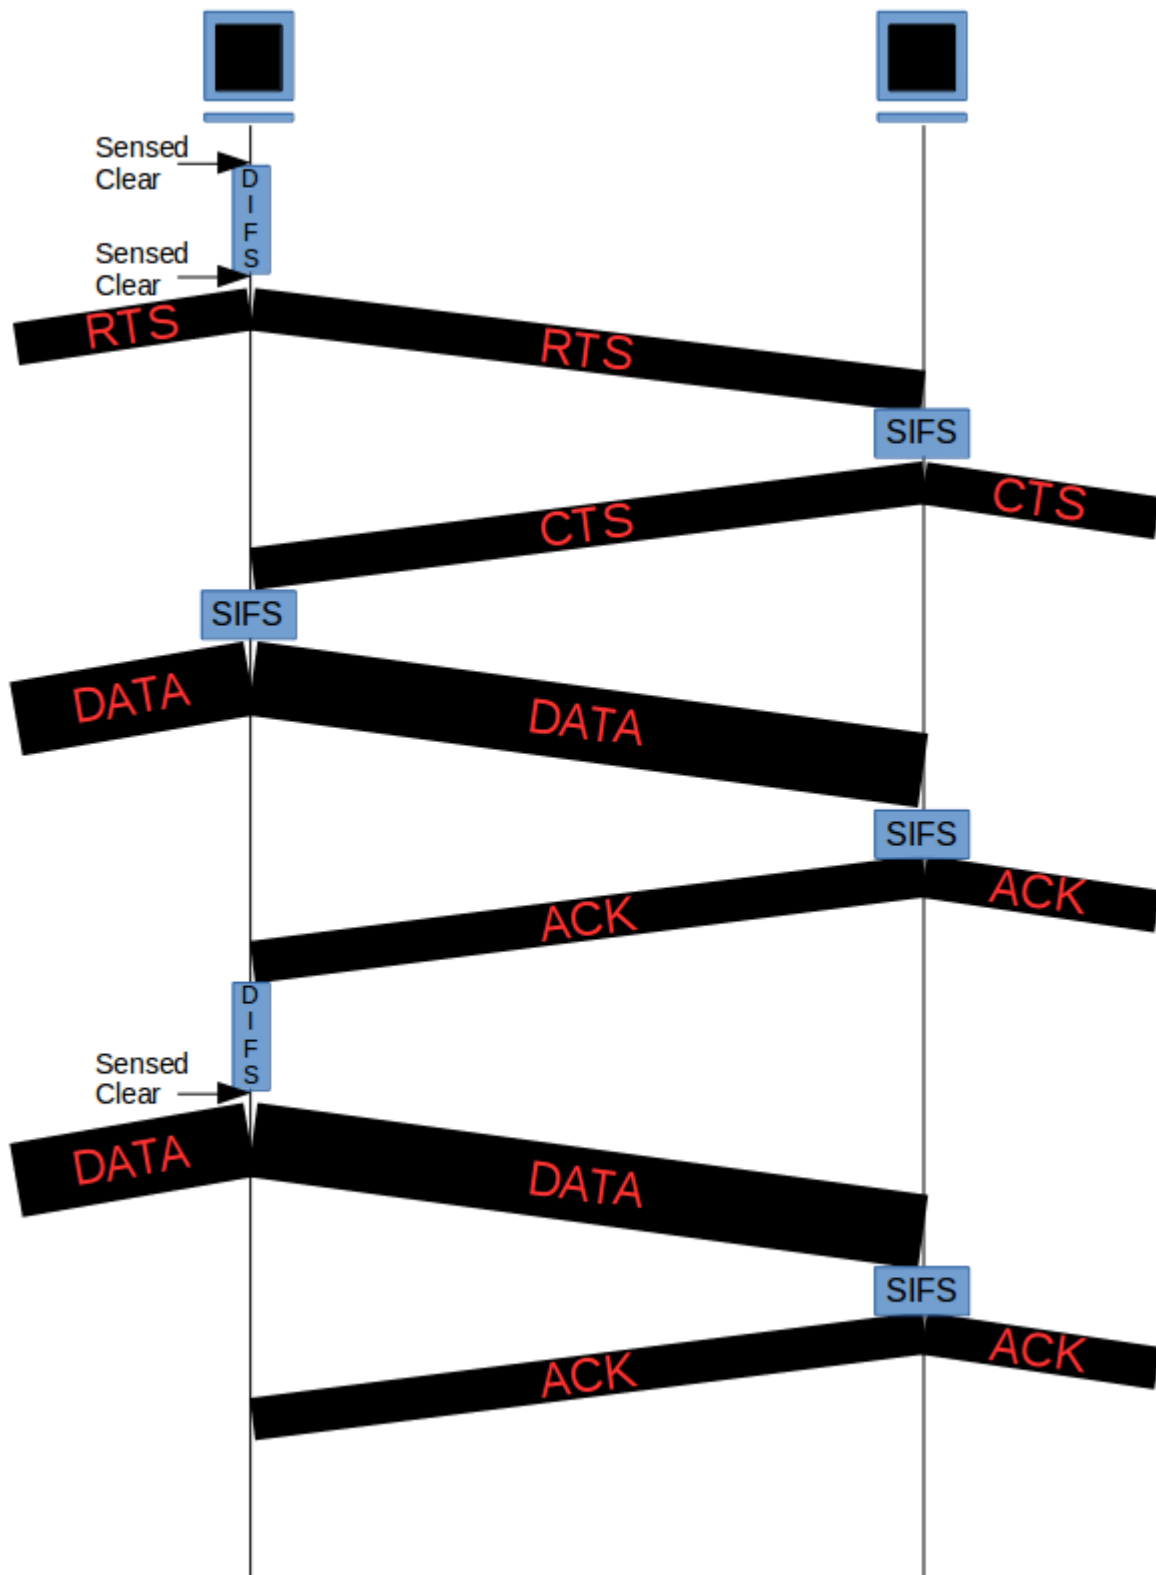 Sensed
Clear
D
I
F
S
Sensed
Clear
RTS
RTS
SIFS
CTS
CTS
SIFS
DATA
DATA
SIFS
ACK
ACK
D
I
F
S
Sensed
Clear
DATA
DATA
SIFS
ACK
ACK